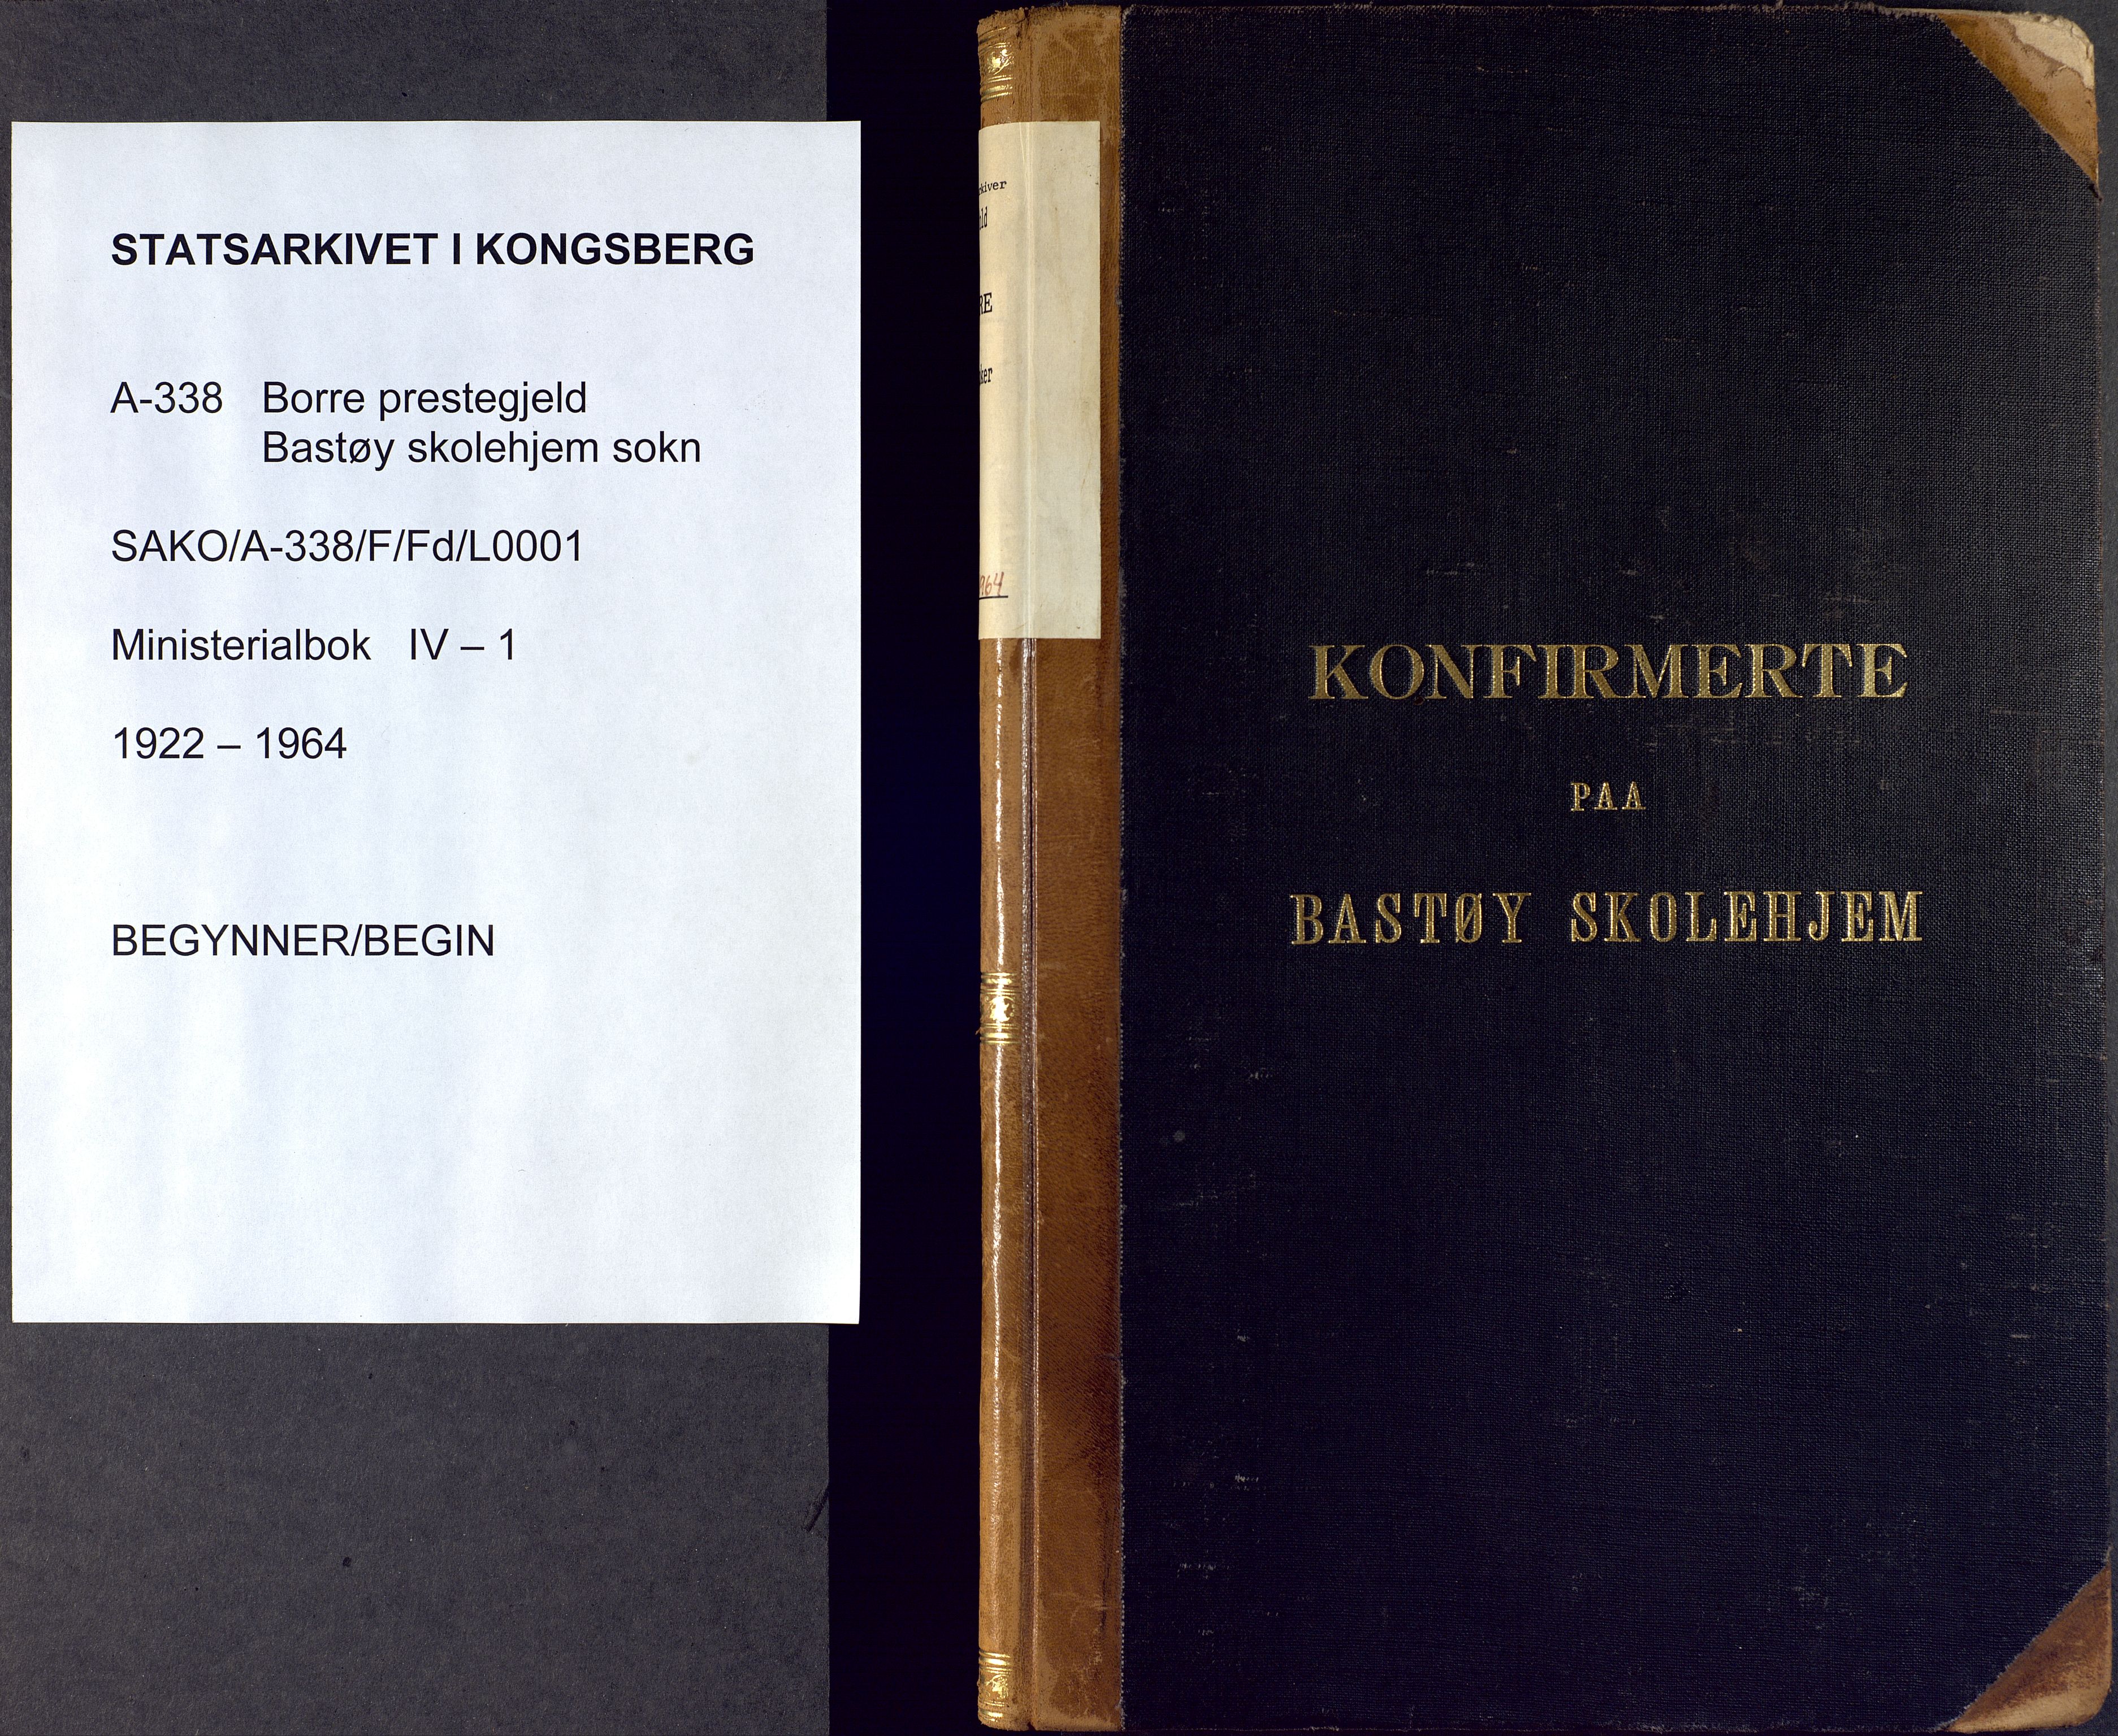 STATSARKIVET I KONGSBERG
A-338 Borre prestegjeld
Bastøy skolehjem sokn
SAKO/A-338/F/Fd/L0001
Ministerialbok IV – 1
1922 – 1964
BEGYNNER/BEGIN
KONFIRMERTE
PAA
BASTØY SKOLEHJEM